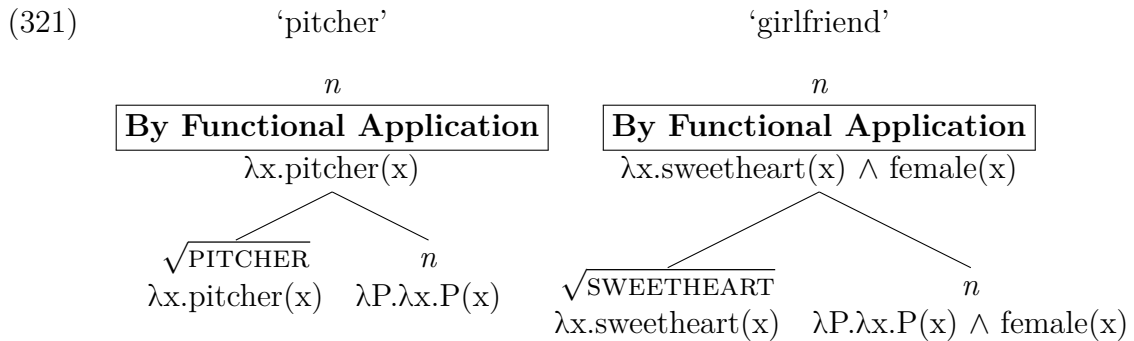 (321) ‘pitcher’ ‘girlfriend’
n n
By Functional Application By Functional Application
λx.pitcher(x) λx.sweetheart(x) ∧ female(x)
√PITCHER n √SWEETHEART n
λx.pitcher(x) λP.λx.P(x) λx.sweetheart(x) λP.λx.P(x) ∧ female(x)